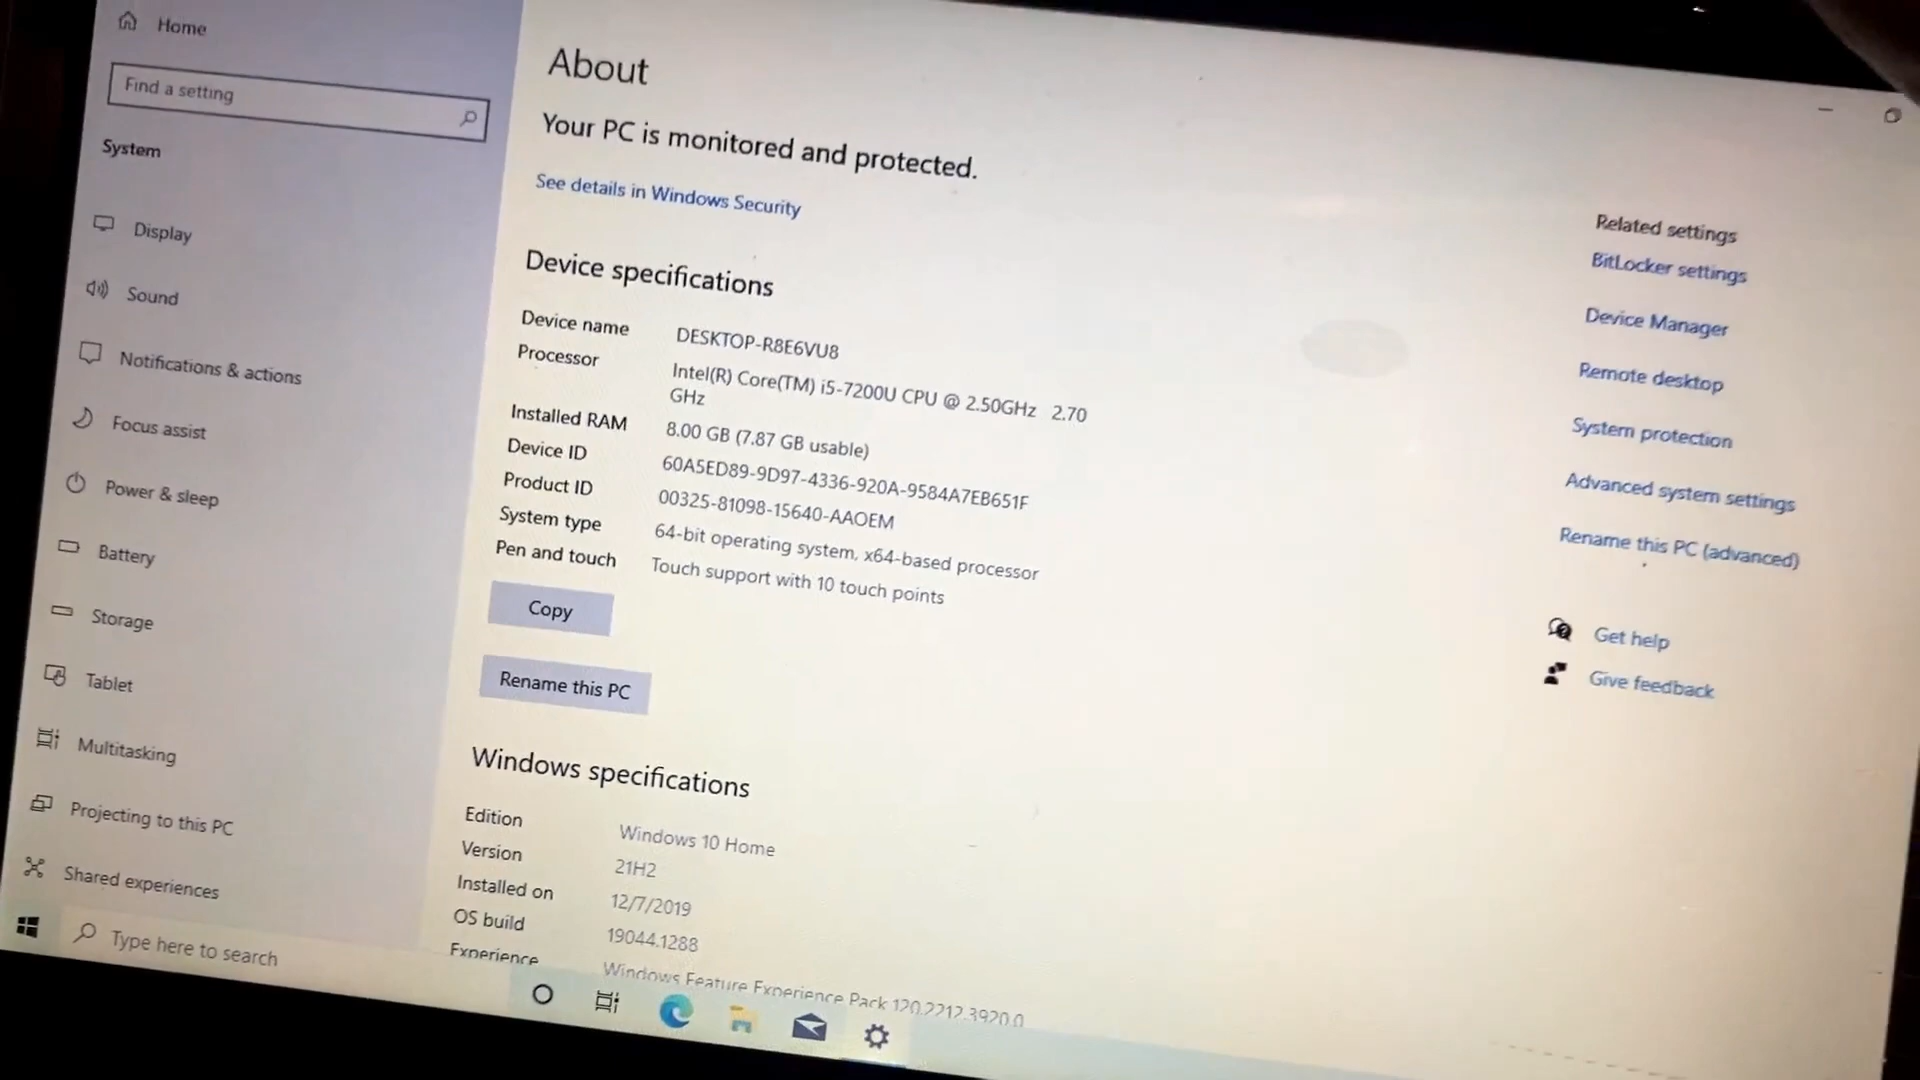 Home
Find a setting
System
Display
Sound
Notifications & actions
Focus assist
Power & sleep
Battery
Storage
Tablet
Multitasking
Projecting to this PC
Shared experiences
Type here to search
About
Your PC is monitored and protected.
See details in Windows Security
Device specifications
Device name DESKTOP-R8E6VU8
Processor Intel(R) Core(TM) i5-7200U CPU @ 2.50GHz 2.70
GHz
Installed RAM 8.00 GB (7.87 GB usable)
Device ID 60A5ED89-9D97-4336-920A-9584A7EB651F
Product ID 00325-81098-15640-AAOEM
System type 64-bit operating system, x64-based processor
Pen and touch Touch support with 10 touch points
Copy
Rename this PC
Windows specifications
Edition Windows 10 Home
Version 21H2
Installed on 12/7/2019
OS build 19044.1288
Experience Windows Feature Experience Pack 120.2212.3920.0
Related settings
BitLocker settings
Device Manager
Remote desktop
System protection
Advanced system settings
Rename this PC (advanced)
Get help
Give feedback